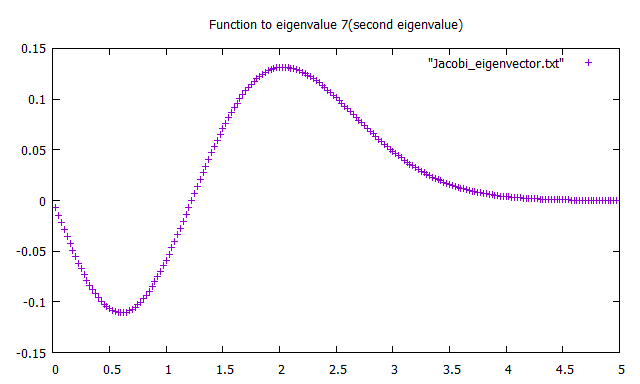 Function to eigenvalue 7(second eigenvalue)
0.15
"Jacobi_eigenvector.txt"
0.1
0.05
0
-0.05
-0.1
-0.15
0 0.5 1 1.5 2 2.5 3 3.5 4 4.5 5